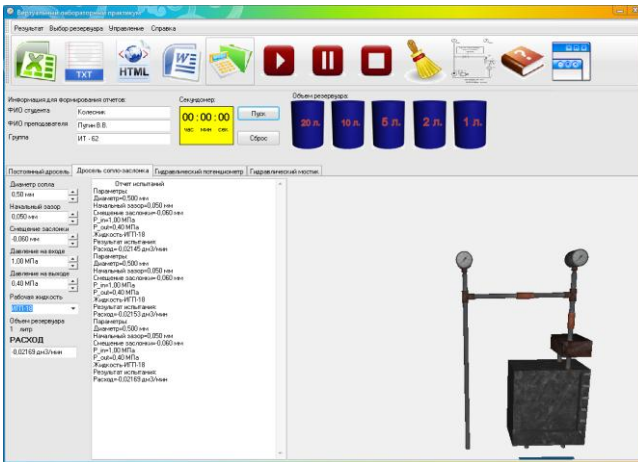 Виртуальный лабораторный практикум
Результат Выбор резервуара Управление Справка
TXT
HTML
Информация для формирования отчетов:
Секундомер:
Объем резервуара:
ФИО студента
Колесник
ФИО преподавателя
Пугин В.В.
Группа
ИТ - 62
00:00:00
час мин сек
Пуск
Сброс
20 л.
10 л.
5 л.
2 л.
1 л.
Постоянный дросель
Дросель сопло-заслонка
Гидравлический потенциометр
Гидравлический мостик
Диаметр сопла
0,50 мм
Начальный зазор
0,050 мм
Смещение заслонки
-0,060 мм
Давление на входе
1,00 МПа
Давление на выходе
0,40 МПа
Рабочая жидкость
ИГП-18
Объем резервуара
1 литр
РАСХОД
-0,02169 дм3/мин
Отчет испытаний
Параметры:
Диаметр=0,500 мм
Начальный зазор=0,050 мм
Смещение заслонки=-0,060 мм
P_in=1,00 МПа
P_out=0,40 МПа
Жидкость-ИГП-18
Результат испытания:
Расход=-0,02145 дм3/мин
Параметры:
Диаметр=0,500 мм
Начальный зазор=0,050 мм
Смещение заслонки=-0,060 мм
P_in=1,00 МПа
P_out=0,40 МПа
Жидкость-ИГП-18
Результат испытания:
Расход=-0,02153 дм3/мин
Параметры:
Диаметр=0,500 мм
Начальный зазор=0,050 мм
Смещение заслонки=-0,060 мм
P_in=1,00 МПа
P_out=0,40 МПа
Жидкость-ИГП-18
Результат испытания:
Расход=-0,02169 дм3/мин